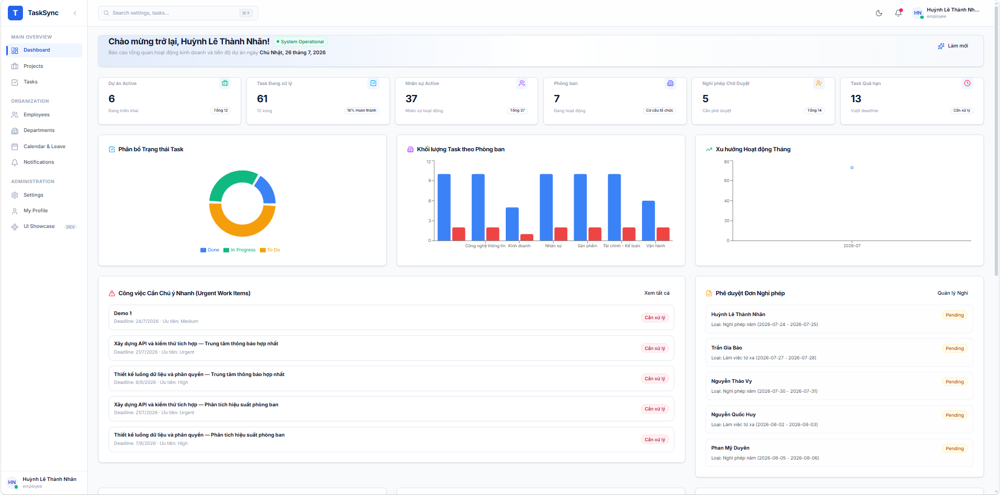 T TaskSync
Search settings, tasks... ⌘ K
HN Huỳnh Lê Thành Nh...
employee
MAIN OVERVIEW
Dashboard
Projects
Tasks
ORGANIZATION
Employees
Departments
Calendar & Leave
Notifications
ADMINISTRATION
Settings
My Profile
UI Showcase DEV
HN Huỳnh Lê Thành Nhân
employee
Chào mừng trở lại, Huỳnh Lê Thành Nhân! System Operational
Báo cáo tổng quan hoạt động kinh doanh và tiến độ dự án ngày Chủ Nhật, 26 tháng 7, 2026
Làm mới
Dự án Active
6
Đang triển khai Tổng 12
Task Đang xử lý
61
12 xong 16% Hoàn thành
Nhân sự Active
37
Nhân sự hoạt động Tổng 37
Phòng ban
7
Đang hoạt động Cơ cấu tổ chức
Nghỉ phép Chờ Duyệt
5
Cần phê duyệt Tổng 14
Task Quá hạn
13
Vượt deadline Cần xử lý
Phân bổ Trạng thái Task
Done In Progress To Do
Khối lượng Task theo Phòng ban
12
9
6
3
0
Công nghệ thông tin Kinh doanh Nhân sự Sản phẩm Tài chính - Kế toán Vận hành
Xu hướng Hoạt động Tháng
80
60
40
20
0
2026-07
Công việc Cần Chú ý Nhanh (Urgent Work Items) Xem tất cả
Demo 1
Deadline: 24/7/2026 · Ưu tiên: Medium
Cần xử lý
Xây dựng API và kiểm thử tích hợp — Trung tâm thông báo hợp nhất
Deadline: 21/7/2026 · Ưu tiên: Urgent
Cần xử lý
Thiết kế luồng dữ liệu và phân quyền — Trung tâm thông báo hợp nhất
Deadline: 8/8/2026 · Ưu tiên: High
Cần xử lý
Xây dựng API và kiểm thử tích hợp — Phân tích hiệu suất phòng ban
Deadline: 21/7/2026 · Ưu tiên: Urgent
Cần xử lý
Thiết kế luồng dữ liệu và phân quyền — Phân tích hiệu suất phòng ban
Deadline: 7/8/2026 · Ưu tiên: High
Cần xử lý
Phê duyệt Đơn Nghỉ phép Quản lý Nghỉ
Huỳnh Lê Thành Nhân
Loại: Nghỉ phép năm (2026-07-24 - 2026-07-25)
Pending
Trần Gia Bảo
Loại: Làm việc từ xa (2026-07-27 - 2026-07-28)
Pending
Nguyễn Thảo Vy
Loại: Nghỉ phép năm (2026-07-30 - 2026-07-31)
Pending
Nguyễn Quốc Huy
Loại: Làm việc từ xa (2026-08-02 - 2026-08-03)
Pending
Phan Mỹ Duyên
Loại: Nghỉ phép năm (2026-08-05 - 2026-08-06)
Pending